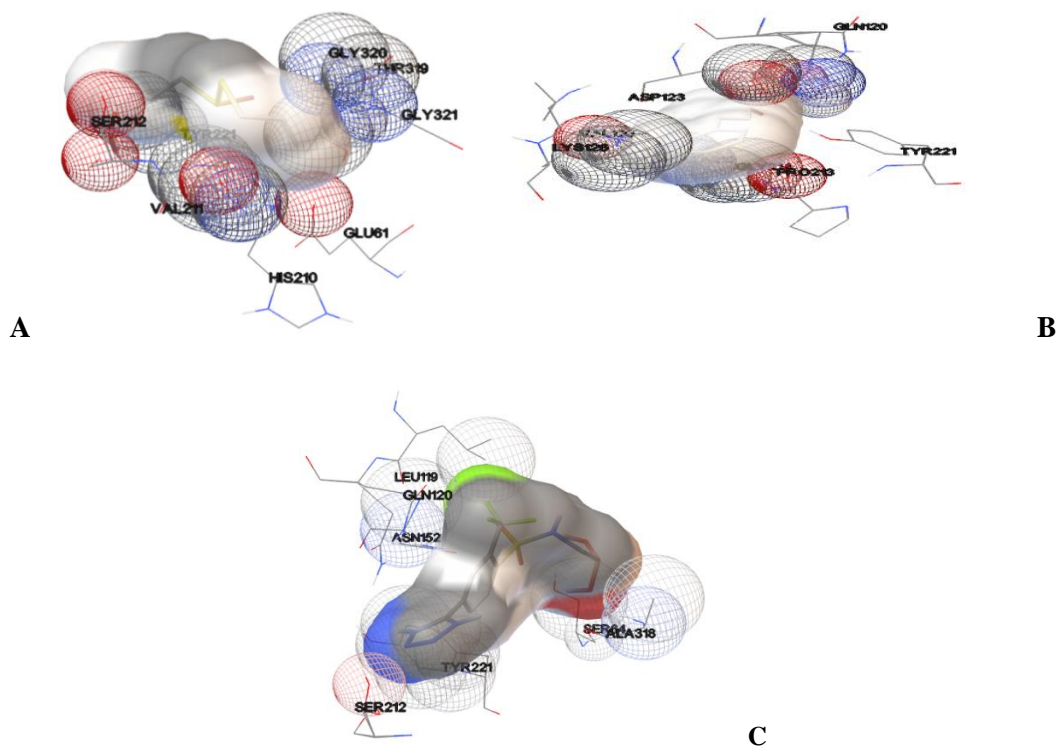 GLY320
THR319
GLY321
SER212
TYR221
VAL211
GLU61
HIS210
A
GLN120
ASP123
LYS126
TYR221
PRO213
B
LEU119
GLN120
ASN152
SER64
ALA318
TYR221
SER212
C